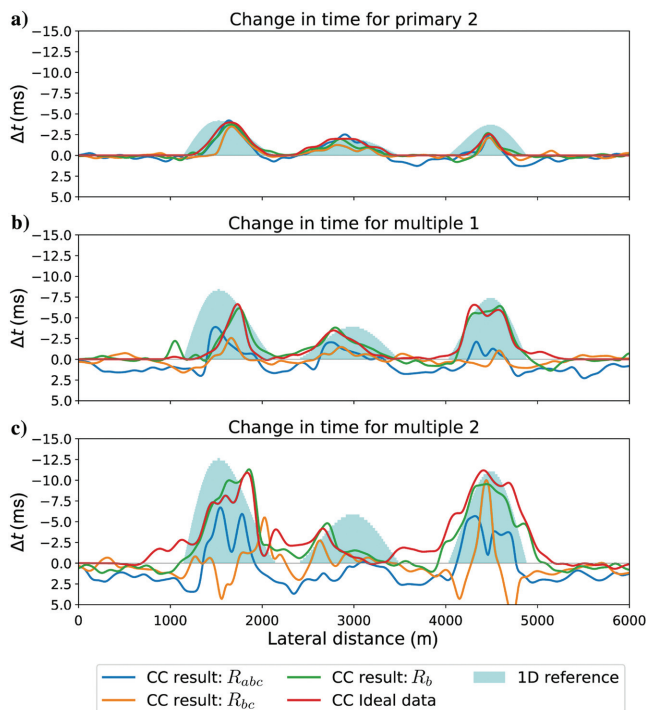 a)
Change in time for primary 2
−15.0
−12.5
−10.0
−7.5
−5.0
−2.5
0.0
2.5
5.0
Δt (ms)
b)
Change in time for multiple 1
−15.0
−12.5
−10.0
−7.5
−5.0
−2.5
0.0
2.5
5.0
Δt (ms)
c)
Change in time for multiple 2
−15.0
−12.5
−10.0
−7.5
−5.0
−2.5
0.0
2.5
5.0
Δt (ms)
0 1000 2000 3000 4000 5000 6000
Lateral distance (m)
CC result: R_abc CC result: R_b 1D reference
CC result: R_bc CC Ideal data